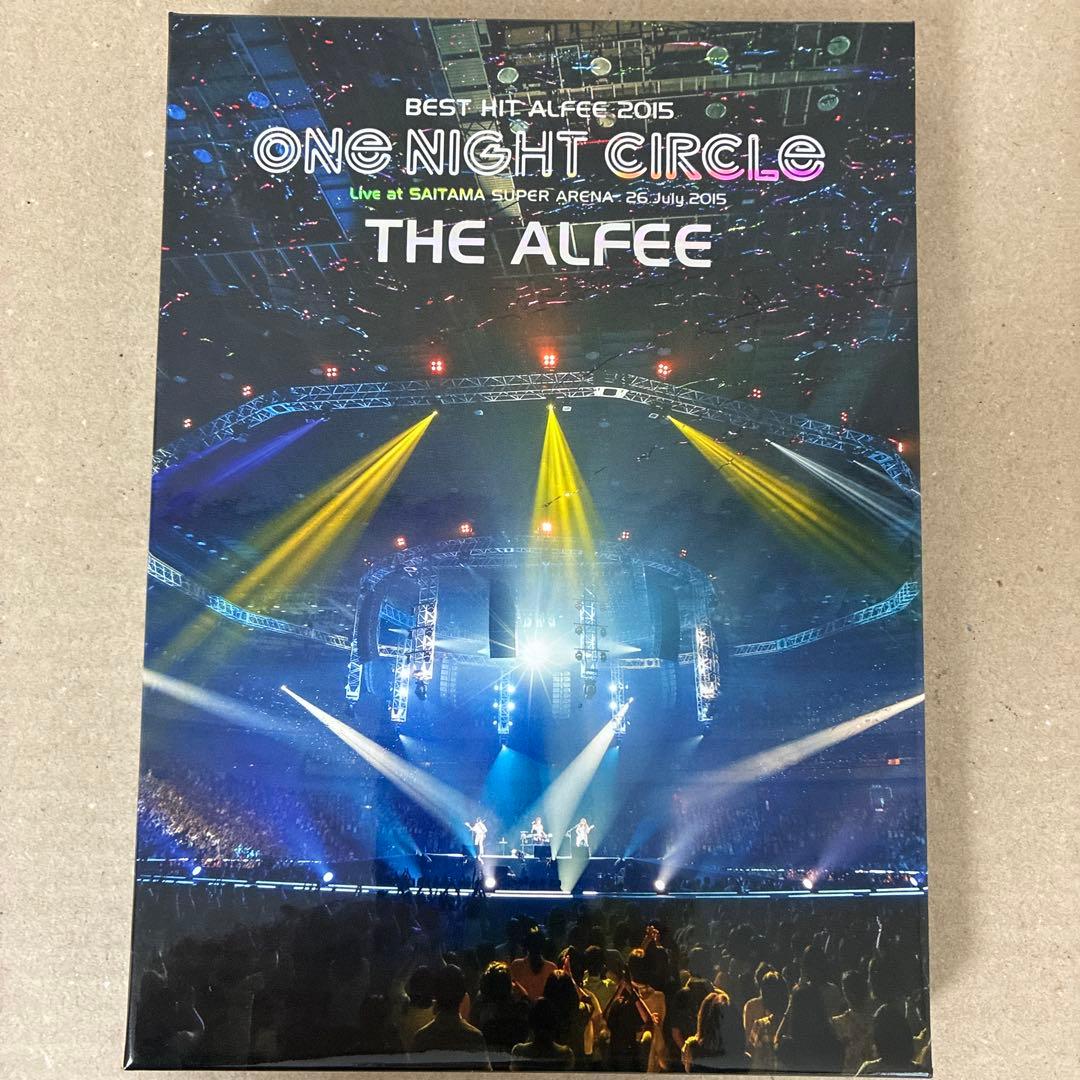 BEST HIT ALFEE 2015
ONE NIGHT CIRCLE
Live at SAITAMA SUPER ARENA 26.July.2015
THE ALFEE